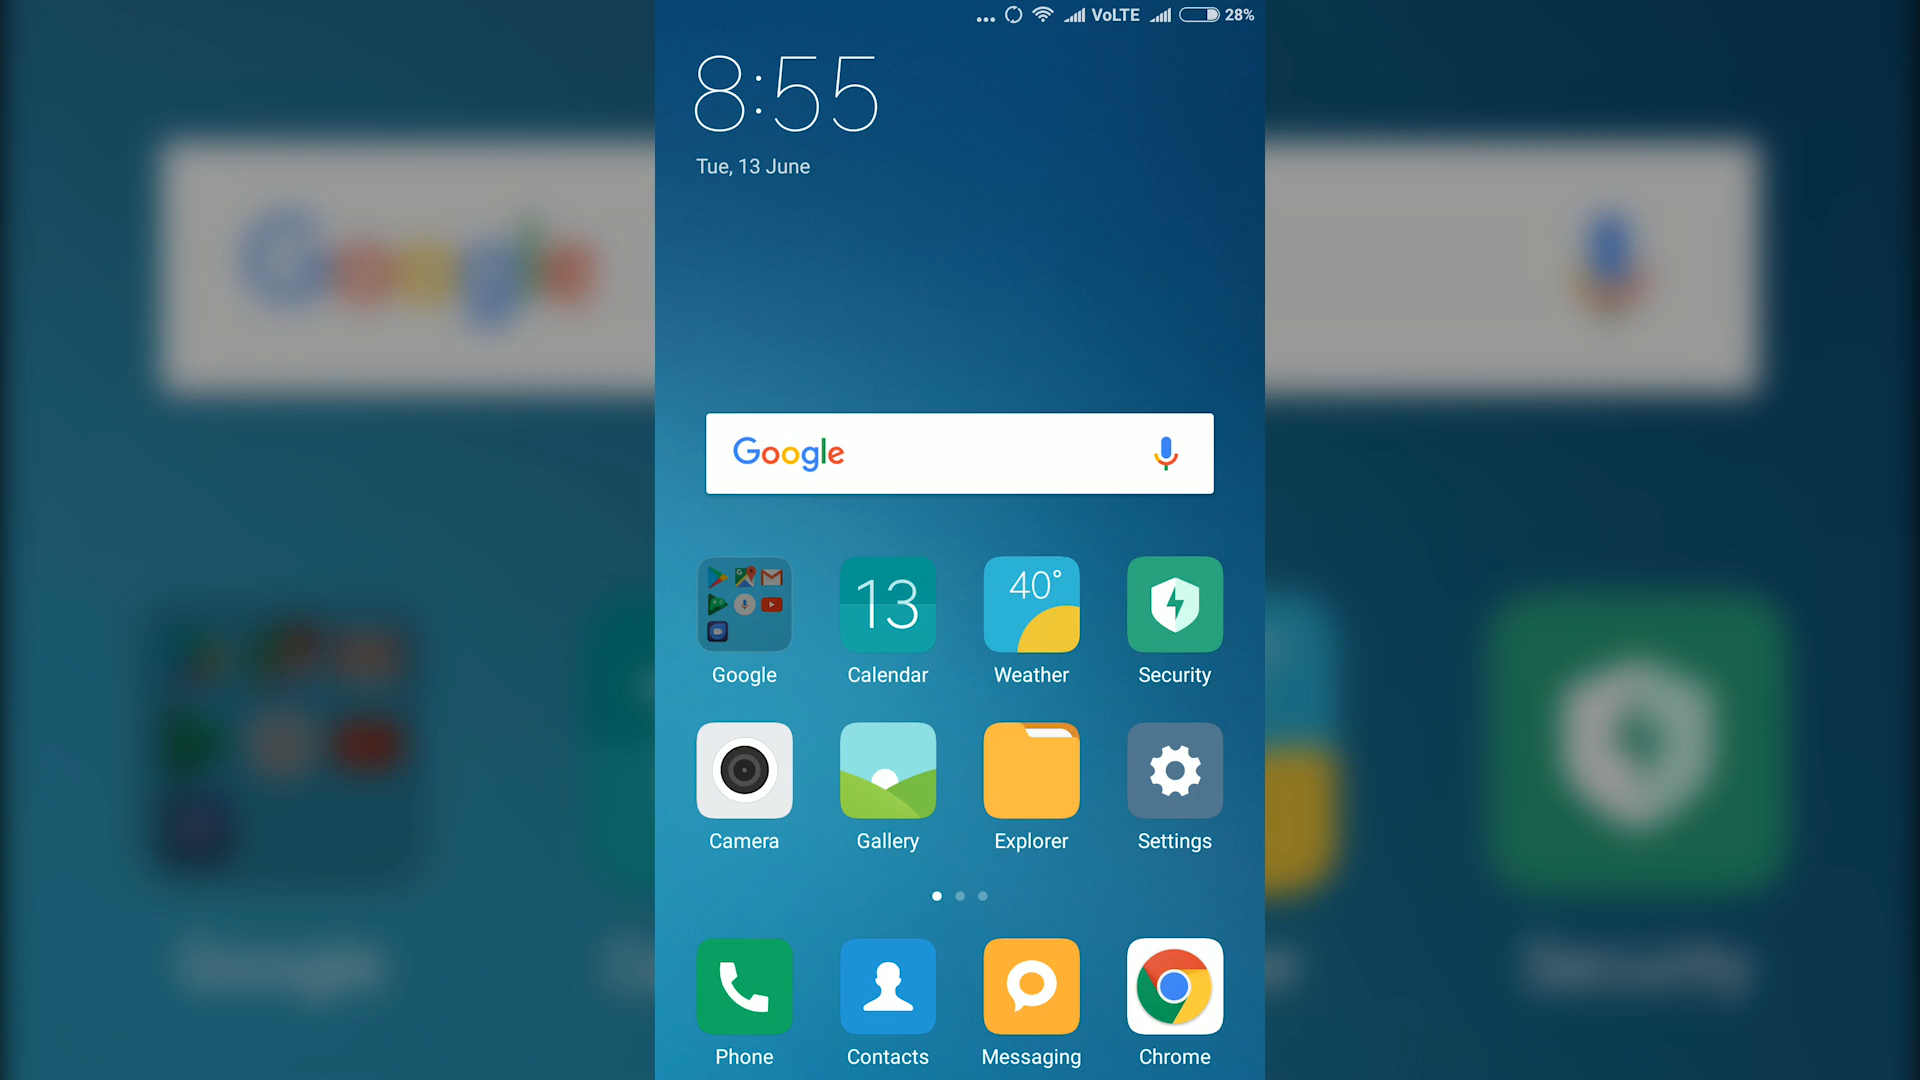 ... VoLTE 28%
8:55
Tue, 13 June
Google
13 40°
Google Calendar Weather Security
Camera Gallery Explorer Settings
Phone Contacts Messaging Chrome